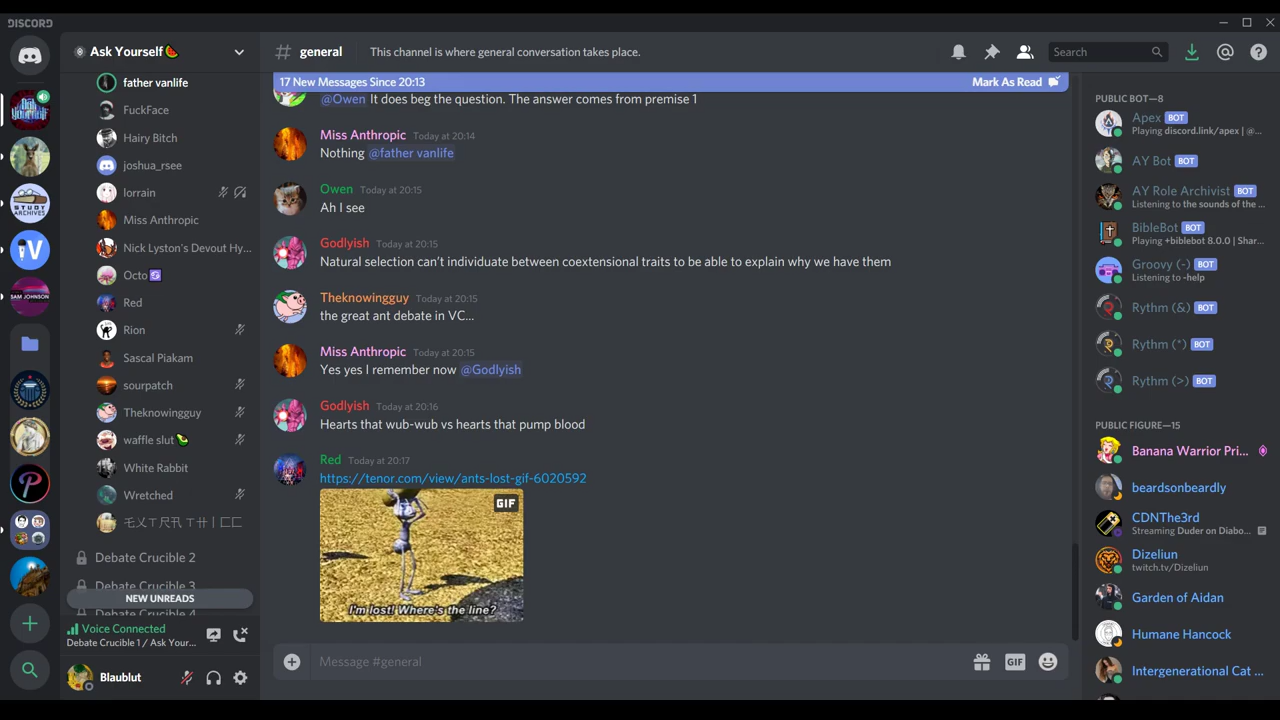 DISCORD
Ask Yourself🍉
# general
This channel is where general conversation takes place.
Search
17 New Messages Since 20:13
Mark As Read
father vanlife
FuckFace
Hairy Bitch
joshua_rsee
lorrain
Miss Anthropic
Nick Lyston's Devout Hy...
Octo
Red
Rion
Sascal Piakam
sourpatch
Theknowingguy
waffle slut 🥑
White Rabbit
Wretched
Debate Crucible 2
Debate Crucible 3
Debate Crucible 4
NEW UNREADS
Voice Connected
Debate Crucible 1 / Ask Your...
Blaublut
STUDY
ARCHIVES
V
SAM JOHNSON
@Owen It does beg the question. The answer comes from premise 1
Miss Anthropic Today at 20:14
Nothing @father vanlife
Owen Today at 20:15
Ah I see
Godlyish Today at 20:15
Natural selection can't individuate between coextensional traits to be able to explain why we have them
Theknowingguy Today at 20:15
the great ant debate in VC...
Miss Anthropic Today at 20:15
Yes yes I remember now @Godlyish
Godlyish Today at 20:16
Hearts that wub-wub vs hearts that pump blood
Red Today at 20:17
https://tenor.com/view/ants-lost-gif-6020592
GIF
I'm lost! Where's the line?
Message #general
GIF
PUBLIC BOT—8
Apex BOT
Playing discord.link/apex | @...
AY Bot BOT
AY Role Archivist BOT
Listening to the sounds of the ...
BibleBot BOT
Playing +biblebot 8.0.0 | Shar...
Groovy (-) BOT
Listening to -help
Rythm (&) BOT
Rythm (*) BOT
Rythm (>) BOT
PUBLIC FIGURE—15
Banana Warrior Pri...
beardsonbeardly
CDNThe3rd
Streaming Duder on Diabo...
Dizeliun
twitch.tv/Dizeliun
Garden of Aidan
Humane Hancock
Intergenerational Cat ...